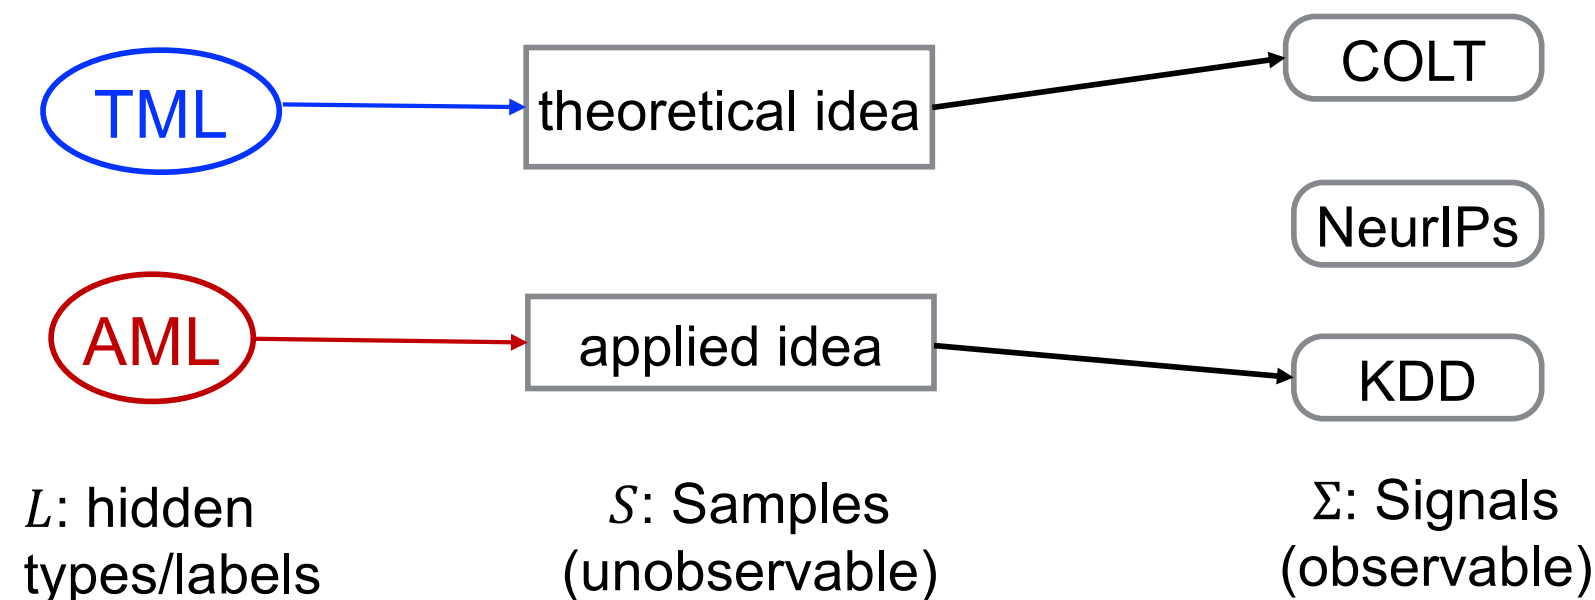 TML
theoretical idea
COLT
NeurIPs
AML
applied idea
KDD
L: hidden
types/labels
S: Samples
(unobservable)
Σ: Signals
(observable)